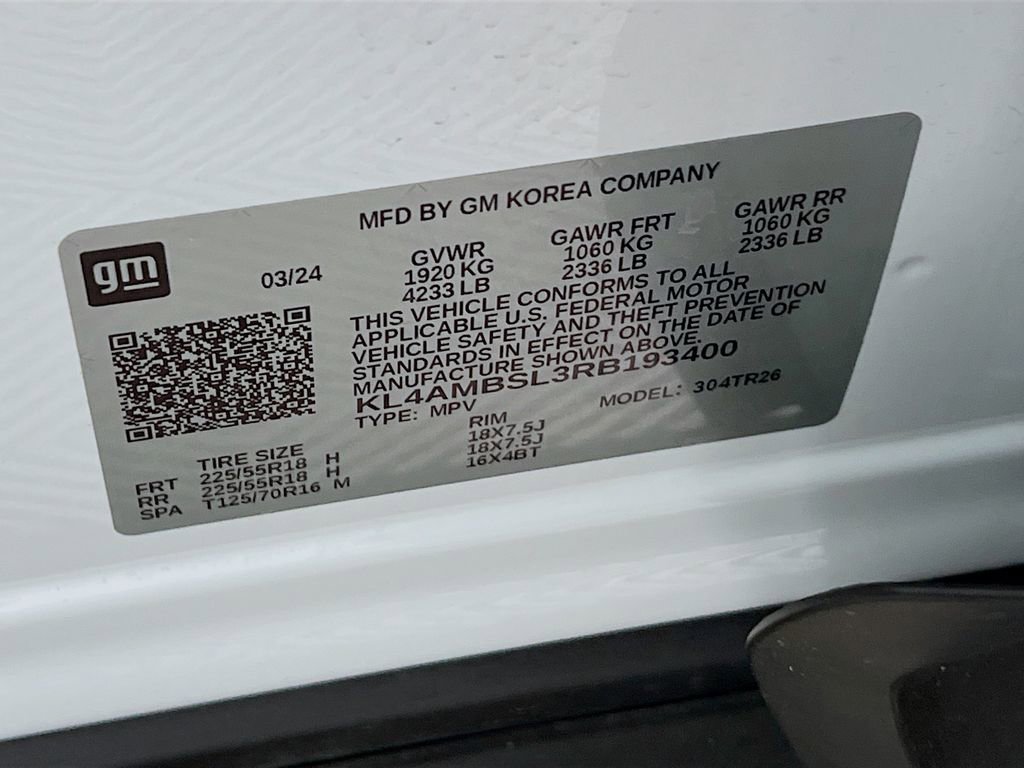 MFD BY GM KOREA COMPANY
gm
03/24
GVWR GAWR FRT GAWR RR
1920 KG 1060 KG 1060 KG
4233 LB 2336 LB 2336 LB
THIS VEHICLE CONFORMS TO ALL
APPLICABLE U.S. FEDERAL MOTOR
VEHICLE SAFETY AND THEFT PREVENTION
STANDARDS IN EFFECT ON THE DATE OF
MANUFACTURE SHOWN ABOVE.
KL4AMBSL3RB193400
TYPE: MPV MODEL: 304TR26
TIRE SIZE RIM
FRT 225/55R18 H 18X7.5J
RR 225/55R18 H 18X7.5J
SPA T125/70R16 M 16X4BT